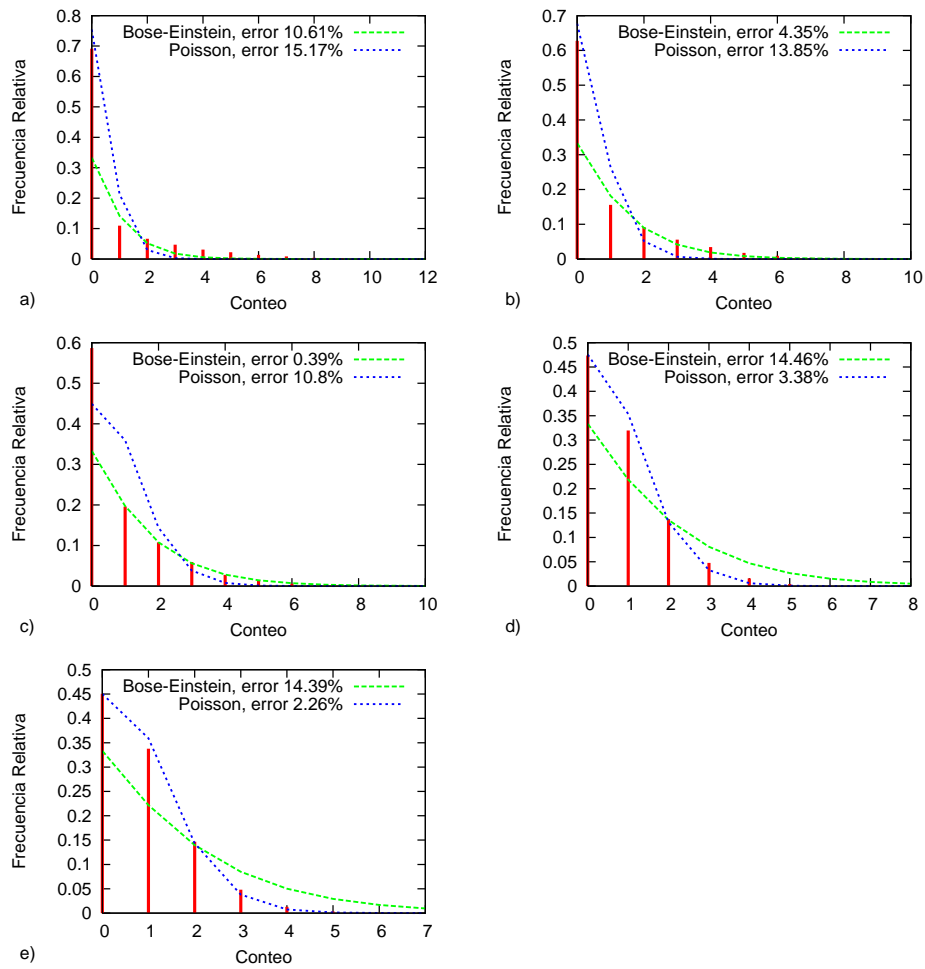 Bose-Einstein, error 10.61%
Poisson, error 15.17%
Frecuencia Relativa
0.8
0.7
0.6
0.5
0.4
0.3
0.2
0.1
0
0 2 4 6 8 10 12
Conteo
a)
Bose-Einstein, error 4.35%
Poisson, error 13.85%
Frecuencia Relativa
0.7
0.6
0.5
0.4
0.3
0.2
0.1
0
0 2 4 6 8 10
Conteo
b)
Bose-Einstein, error 0.39%
Poisson, error 10.8%
Frecuencia Relativa
0.6
0.5
0.4
0.3
0.2
0.1
0
0 2 4 6 8 10
Conteo
c)
Bose-Einstein, error 14.46%
Poisson, error 3.38%
Frecuencia Relativa
0.5
0.45
0.4
0.35
0.3
0.25
0.2
0.15
0.1
0.05
0
0 1 2 3 4 5 6 7 8
Conteo
d)
Bose-Einstein, error 14.39%
Poisson, error 2.26%
Frecuencia Relativa
0.5
0.45
0.4
0.35
0.3
0.25
0.2
0.15
0.1
0.05
0
0 1 2 3 4 5 6 7
Conteo
e)